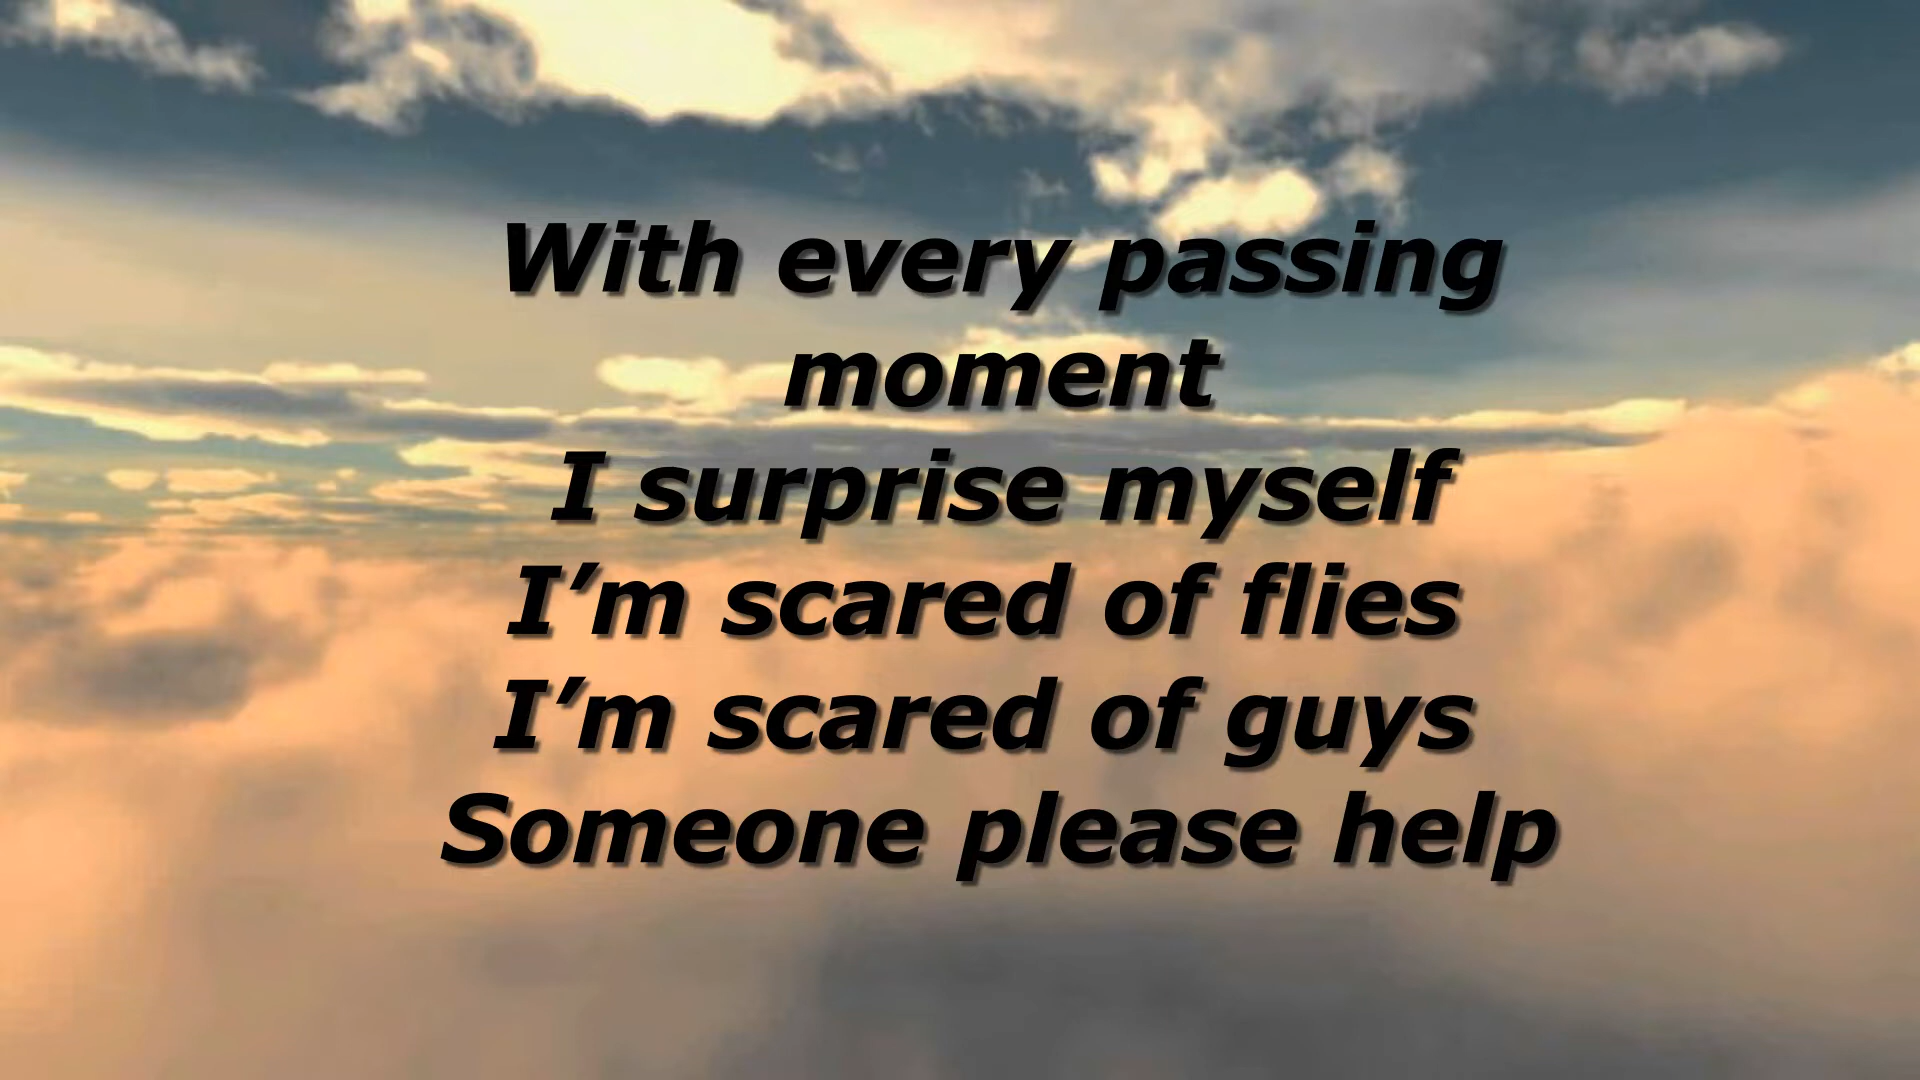 With every passing
moment
I surprise myself
I’m scared of flies
I’m scared of guys
Someone please help